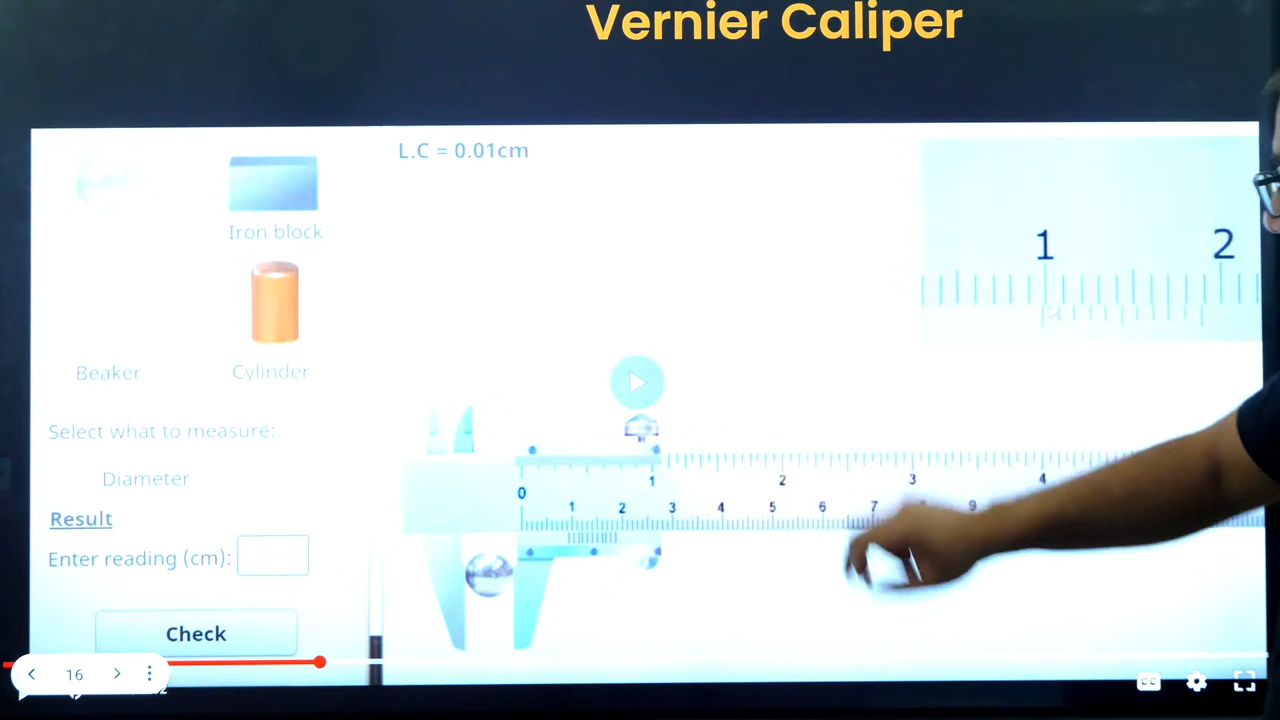 Vernier Caliper
L.C = 0.01cm
1 2
Iron block
Beaker Cylinder
Select what to measure:
Diameter
Result
Enter reading (cm):
Check
0 1 2 3 4
1 2 3 4 5 6 7 9
16
CC